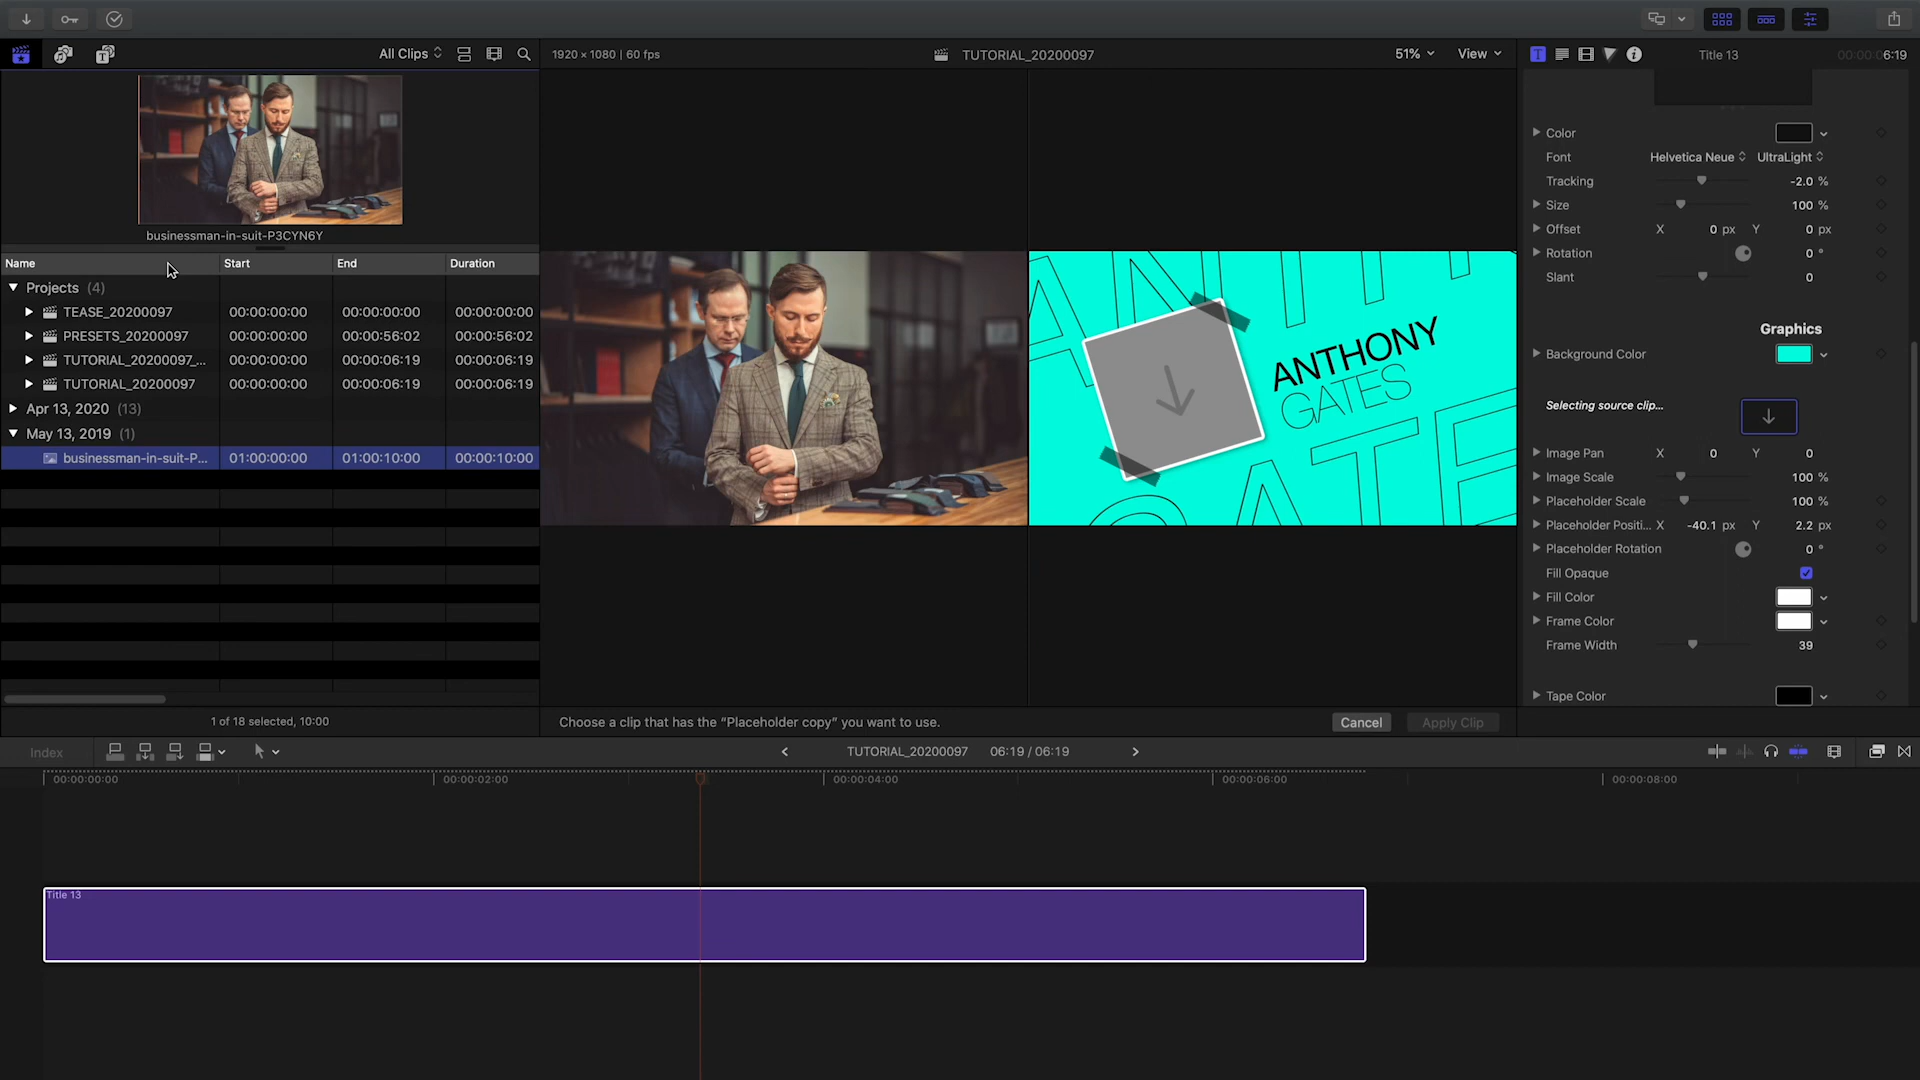 All Clips
1920 × 1080 | 60 fps
TUTORIAL_20200097
51%
View
Title 13
00:00:06:19
businessman-in-suit-P3CYN6Y
Name Start End Duration
Projects (4)
TEASE_20200097 00:00:00:00 00:00:00:00 00:00:00:00
PRESETS_20200097 00:00:00:00 00:00:56:02 00:00:56:02
TUTORIAL_20200097_... 00:00:00:00 00:00:06:19 00:00:06:19
TUTORIAL_20200097 00:00:00:00 00:00:06:19 00:00:06:19
Apr 13, 2020 (13)
May 13, 2019 (1)
businessman-in-suit-P... 01:00:00:00 01:00:10:00 00:00:10:00
1 of 18 selected, 10:00
ANTHONY
GATES
Color
Font Helvetica Neue UltraLight
Tracking -2.0 %
Size 100 %
Offset X 0 px Y 0 px
Rotation 0 °
Slant 0
Graphics
Background Color
Selecting source clip...
Image Pan X 0 Y 0
Image Scale 100 %
Placeholder Scale 100 %
Placeholder Positi... X -40.1 px Y 2.2 px
Placeholder Rotation 0 °
Fill Opaque
Fill Color
Frame Color
Frame Width 39
Tape Color
Choose a clip that has the “Placeholder copy” you want to use.
Cancel
Apply Clip
Index
TUTORIAL_20200097 06:19 / 06:19
00:00:00:00 00:00:02:00 00:00:04:00 00:00:06:00 00:00:08:00
Title 13